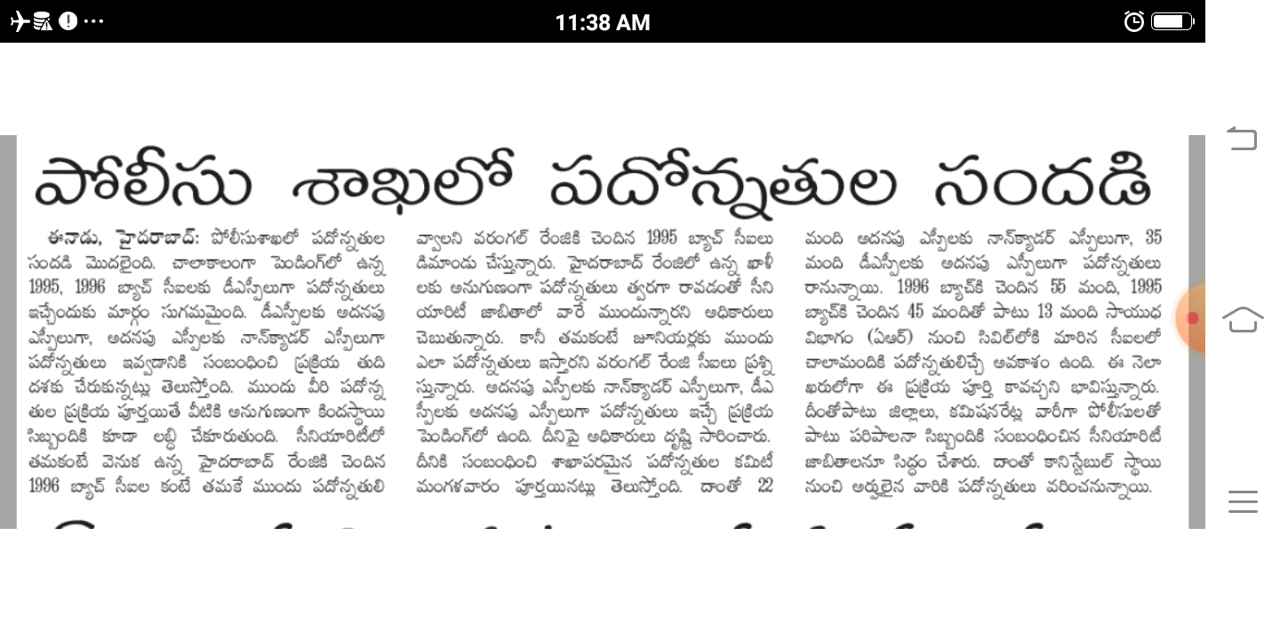 11:38 AM
పోలీసు శాఖలో పదోన్నతుల సందడి
ఈనాడు, హైదరాబాద్: పోలీసుశాఖలో పదోన్నతుల
సందడి మొదలైంది. చాలాకాలంగా పెండింగ్‌లో ఉన్న
1995, 1996 బ్యాచ్ సీఐలకు డీఎస్పీలుగా పదోన్నతులు
ఇచ్చేందుకు మార్గం సుగమమైంది. డీఎస్పీలకు అదనపు
ఎస్పీలుగా, అదనపు ఎస్పీలకు నాన్‌క్యాడర్ ఎస్పీలుగా
పదోన్నతులు ఇవ్వడానికి సంబంధించి ప్రక్రియ తుది
దశకు చేరుకున్నట్లు తెలుస్తోంది. ముందు వీరి పదోన్న
తుల ప్రక్రియ పూర్తయితే వీటికి అనుగుణంగా కిందస్థాయి
సిబ్బందికి కూడా లబ్ధి చేకూరుతుంది. సీనియారిటీలో
తమకంటే వెనుక ఉన్న హైదరాబాద్ రేంజికి చెందిన
1996 బ్యాచ్ సీఐల కంటే తమకే ముందు పదోన్నతులి
వ్వాలని వరంగల్ రేంజికి చెందిన 1995 బ్యాచ్ సీఐలు
డిమాండు చేస్తున్నారు. హైదరాబాద్ రేంజిలో ఉన్న ఖాళీ
లకు అనుగుణంగా పదోన్నతులు త్వరగా రావడంతో సీని
యారిటీ జాబితాలో వారే ముందున్నారని అధికారులు
చెబుతున్నారు. కానీ తమకంటే జూనియర్లకు ముందు
ఎలా పదోన్నతులు ఇస్తారని వరంగల్ రేంజి సీఐలు ప్రశ్ని
స్తున్నారు. అదనపు ఎస్పీలకు నాన్‌క్యాడర్ ఎస్పీలుగా, డీఎ
స్పీలకు అదనపు ఎస్పీలుగా పదోన్నతులు ఇచ్చే ప్రక్రియ
పెండింగ్‌లో ఉంది. దీనిపై అధికారులు దృష్టి సారించారు.
దీనికి సంబంధించి శాఖాపరమైన పదోన్నతుల కమిటీ
మంగళవారం పూర్తయినట్లు తెలుస్తోంది. దాంతో 22
మంది అదనపు ఎస్పీలకు నాన్‌క్యాడర్ ఎస్పీలుగా, 35
మంది డీఎస్పీలకు అదనపు ఎస్పీలుగా పదోన్నతులు
రానున్నాయి. 1996 బ్యాచ్‌కి చెందిన 55 మంది, 1995
బ్యాచ్‌కి చెందిన 45 మందితో పాటు 13 మంది సాయుధ
విభాగం (ఏఆర్) నుంచి సివిల్‌లోకి మారిన సీఐలలో
చాలామందికి పదోన్నతులిచ్చే అవకాశం ఉంది. ఈ నెలా
ఖరులోగా ఈ ప్రక్రియ పూర్తి కావచ్చని భావిస్తున్నారు.
దీంతోపాటు జిల్లాలు, కమిషనరేట్ల వారీగా పోలీసులతో
పాటు పరిపాలనా సిబ్బందికి సంబంధించిన సీనియారిటీ
జాబితాలనూ సిద్ధం చేశారు. దాంతో కానిస్టేబుల్ స్థాయి
నుంచి అర్హులైన వారికి పదోన్నతులు వరించనున్నాయి.